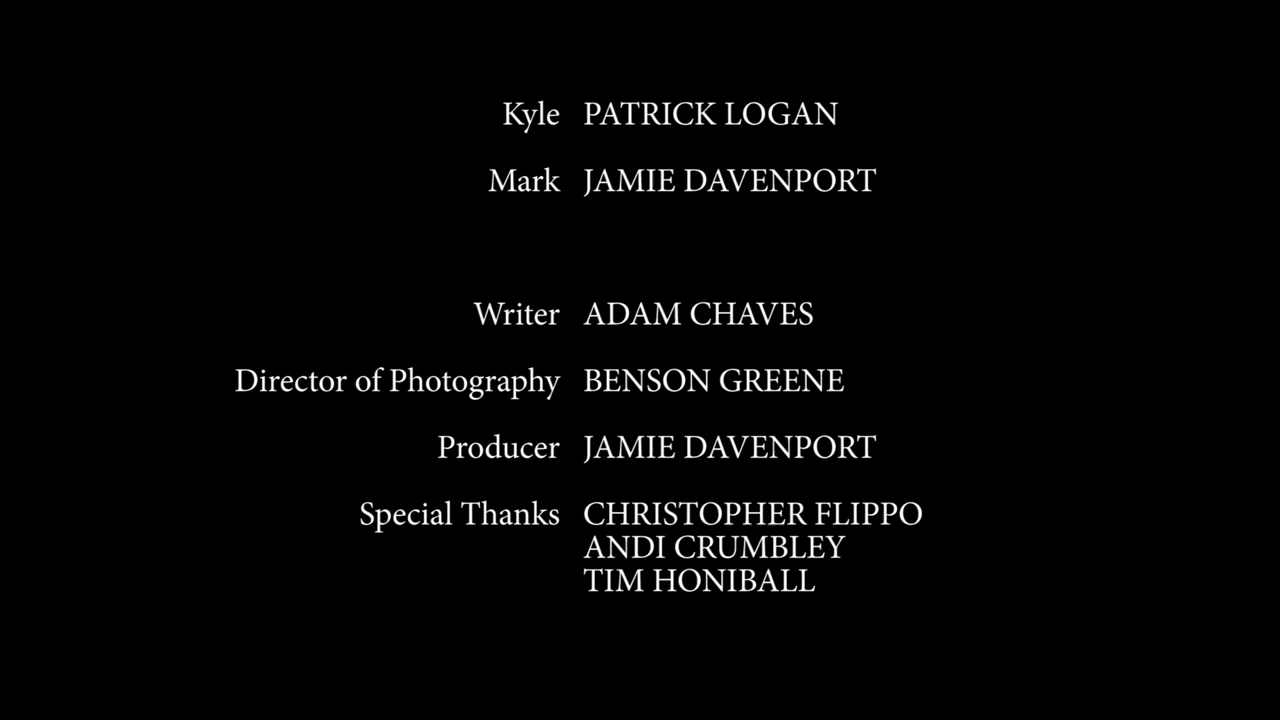 Kyle PATRICK LOGAN
Mark JAMIE DAVENPORT
Writer ADAM CHAVES
Director of Photography BENSON GREENE
Producer JAMIE DAVENPORT
Special Thanks CHRISTOPHER FLIPPO
ANDI CRUMBLEY
TIM HONIBALL